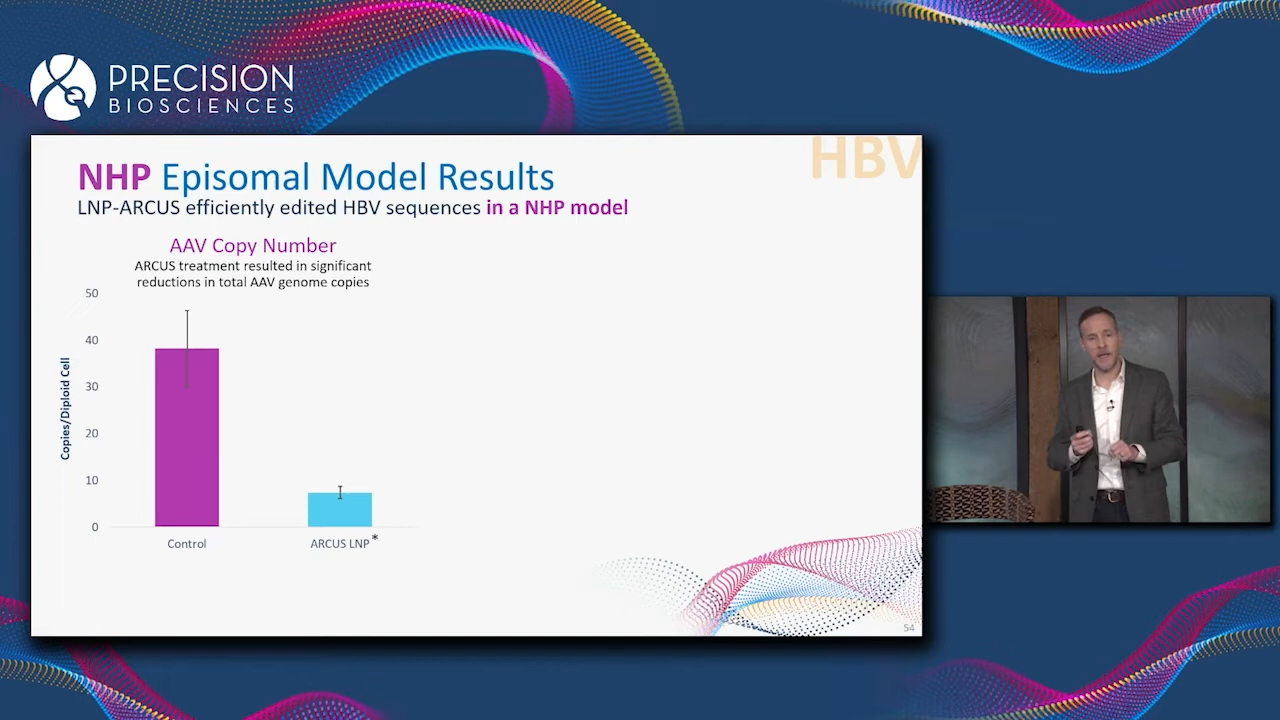 PRECISION
BIOSCIENCES
HBV
NHP Episomal Model Results
LNP-ARCUS efficiently edited HBV sequences in a NHP model
AAV Copy Number
ARCUS treatment resulted in significant
reductions in total AAV genome copies
50
40
30
20
10
0
Copies/Diploid Cell
Control
ARCUS LNP*
54